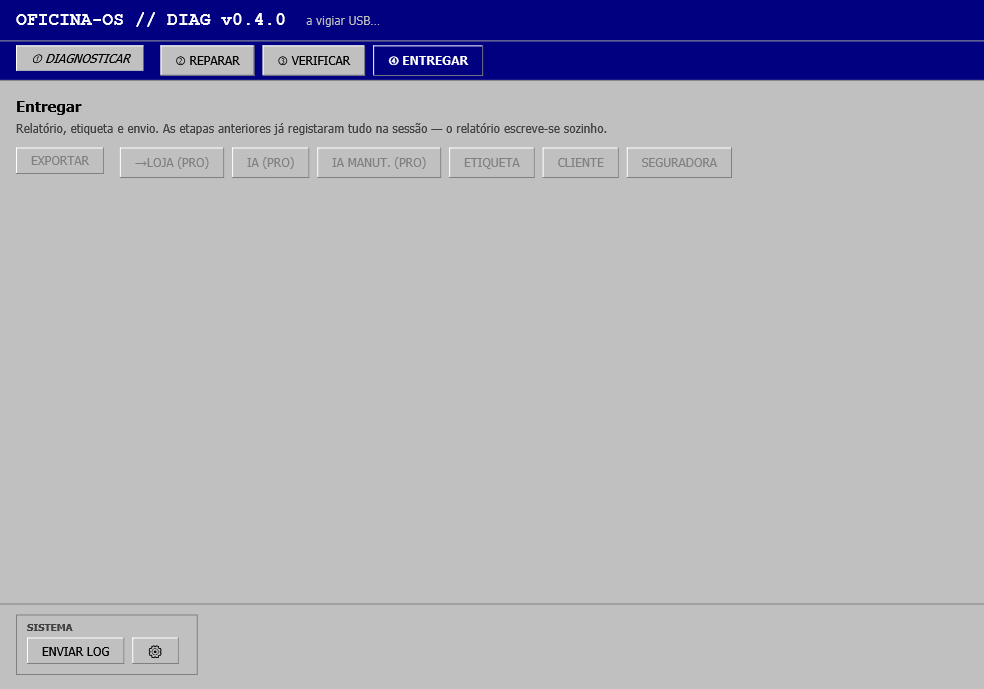 OFICINA-OS // DIAG v0.4.0 a vigiar USB...
① DIAGNOSTICAR ② REPARAR ③ VERIFICAR ④ ENTREGAR
Entregar
Relatório, etiqueta e envio. As etapas anteriores já registaram tudo na sessão — o relatório escreve-se sozinho.
EXPORTAR →LOJA (PRO) IA (PRO) IA MANUT. (PRO) ETIQUETA CLIENTE SEGURADORA
SISTEMA
ENVIAR LOG